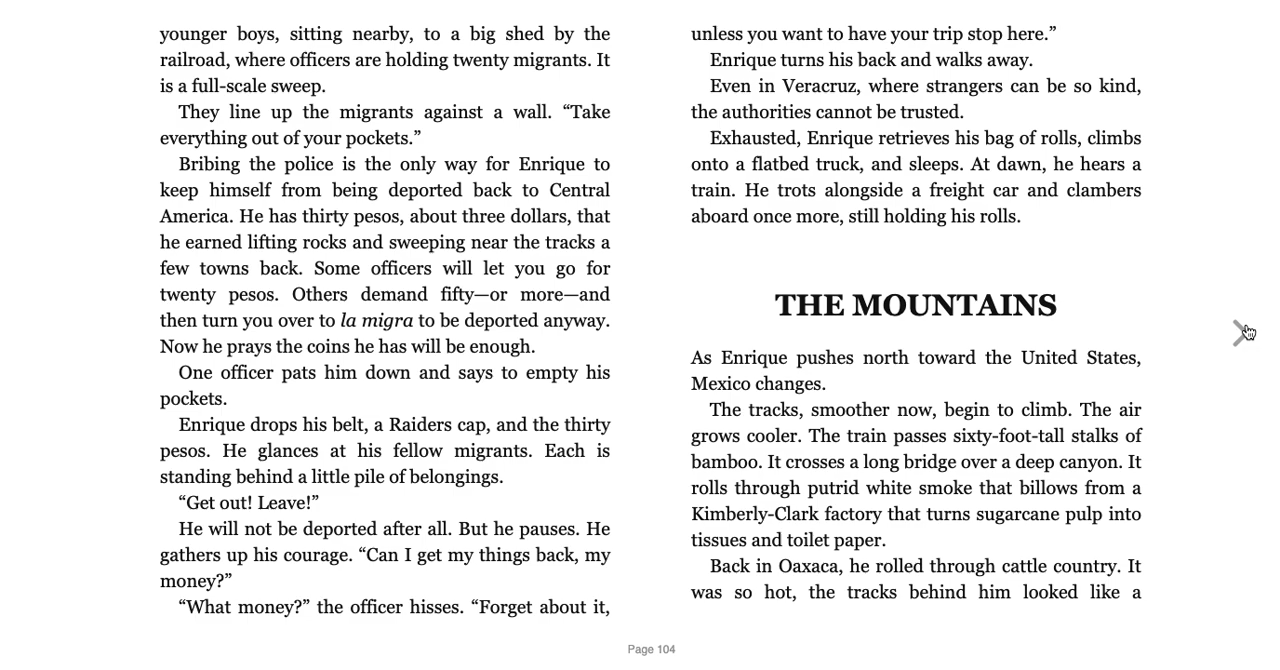 younger boys, sitting nearby, to a big shed by the
railroad, where officers are holding twenty migrants. It
is a full-scale sweep.
They line up the migrants against a wall. “Take
everything out of your pockets.”
Bribing the police is the only way for Enrique to
keep himself from being deported back to Central
America. He has thirty pesos, about three dollars, that
he earned lifting rocks and sweeping near the tracks a
few towns back. Some officers will let you go for
twenty pesos. Others demand fifty—or more—and
then turn you over to la migra to be deported anyway.
Now he prays the coins he has will be enough.
One officer pats him down and says to empty his
pockets.
Enrique drops his belt, a Raiders cap, and the thirty
pesos. He glances at his fellow migrants. Each is
standing behind a little pile of belongings.
“Get out! Leave!”
He will not be deported after all. But he pauses. He
gathers up his courage. “Can I get my things back, my
money?”
“What money?” the officer hisses. “Forget about it,
unless you want to have your trip stop here.”
Enrique turns his back and walks away.
Even in Veracruz, where strangers can be so kind,
the authorities cannot be trusted.
Exhausted, Enrique retrieves his bag of rolls, climbs
onto a flatbed truck, and sleeps. At dawn, he hears a
train. He trots alongside a freight car and clambers
aboard once more, still holding his rolls.
THE MOUNTAINS
As Enrique pushes north toward the United States,
Mexico changes.
The tracks, smoother now, begin to climb. The air
grows cooler. The train passes sixty-foot-tall stalks of
bamboo. It crosses a long bridge over a deep canyon. It
rolls through putrid white smoke that billows from a
Kimberly-Clark factory that turns sugarcane pulp into
tissues and toilet paper.
Back in Oaxaca, he rolled through cattle country. It
was so hot, the tracks behind him looked like a
Page 104